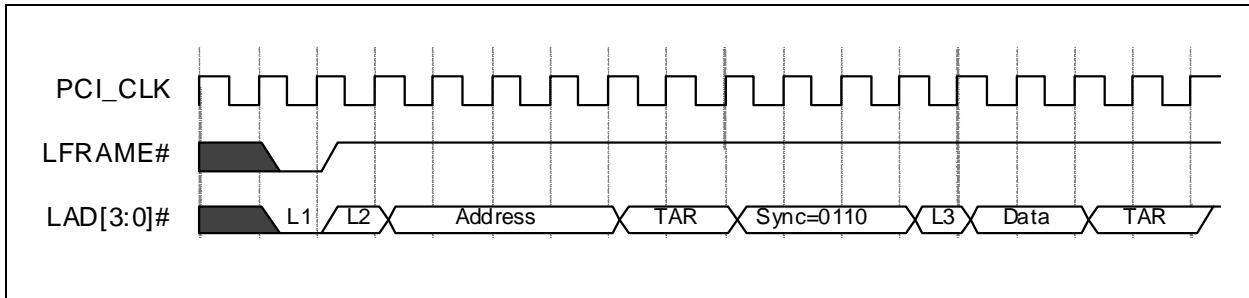 PCI_CLK
LFRAME#
LAD[3:0]# L1 L2 Address TAR Sync=0110 L3 Data TAR